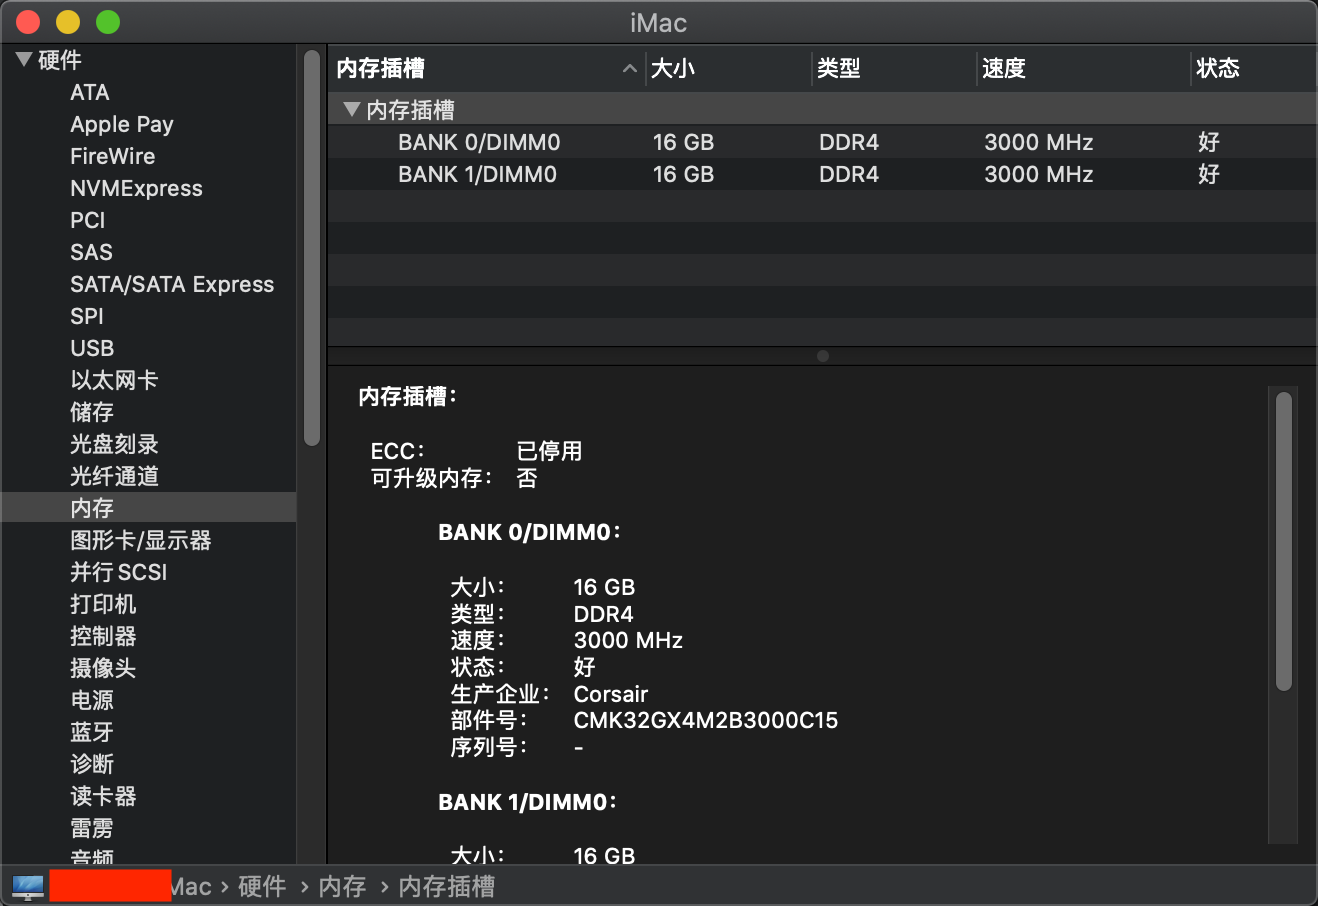 iMac
硬件
ATA
Apple Pay
FireWire
NVMExpress
PCI
SAS
SATA/SATA Express
SPI
USB
以太网卡
储存
光盘刻录
光纤通道
内存
图形卡/显示器
并行 SCSI
打印机
控制器
摄像头
电源
蓝牙
诊断
读卡器
雷雳
音频
内存插槽 大小 类型 速度 状态
内存插槽
BANK 0/DIMM0 16 GB DDR4 3000 MHz 好
BANK 1/DIMM0 16 GB DDR4 3000 MHz 好
内存插槽：
ECC： 已停用
可升级内存： 否
BANK 0/DIMM0：
大小： 16 GB
类型： DDR4
速度： 3000 MHz
状态： 好
生产企业： Corsair
部件号： CMK32GX4M2B3000C15
序列号： -
BANK 1/DIMM0：
大小： 16 GB
Mac › 硬件 › 内存 › 内存插槽